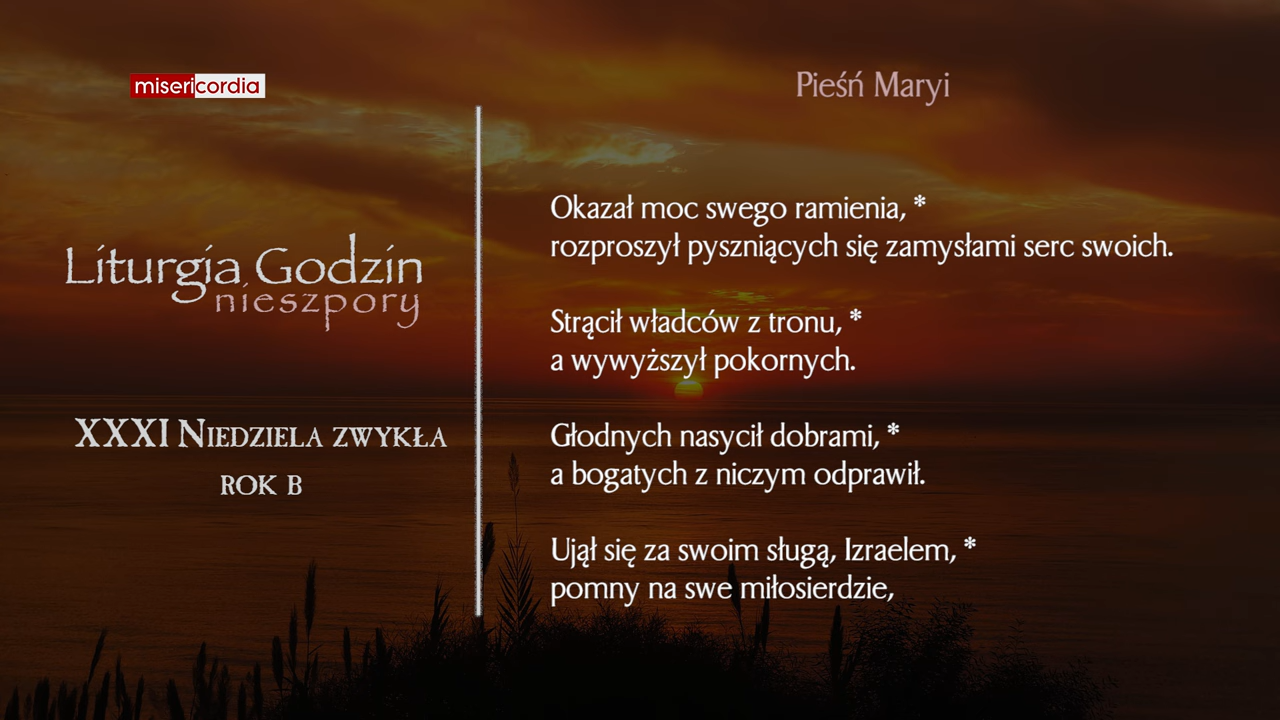 misericordia
Liturgia Godzin
nieszpory
XXXI Niedziela zwykła
rok B
Pieśń Maryi
Okazał moc swego ramienia, *
rozproszył pyszniących się zamysłami serc swoich.
Strącił władców z tronu, *
a wywyższył pokornych.
Głodnych nasycił dobrami, *
a bogatych z niczym odprawił.
Ujął się za swoim sługą, Izraelem, *
pomny na swe miłosierdzie,